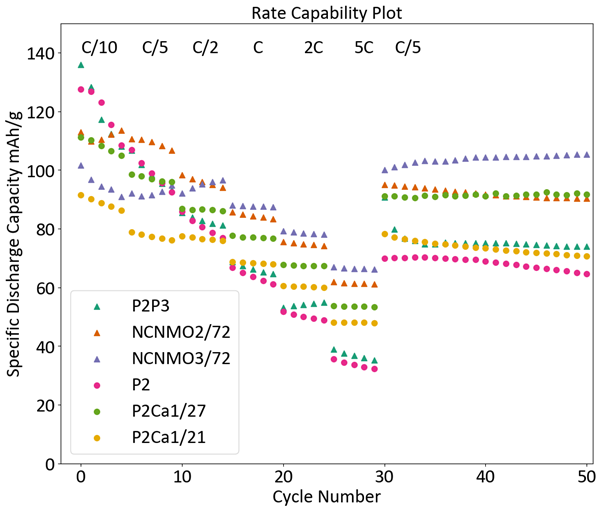 Rate Capability Plot
C/10 C/5 C/2 C 2C 5C C/5
140
120
100
80
60
40
20
0
Specific Discharge Capacity mAh/g
P2P3
NCNMO2/72
NCNMO3/72
P2
P2Ca1/27
P2Ca1/21
0 10 20 30 40 50
Cycle Number